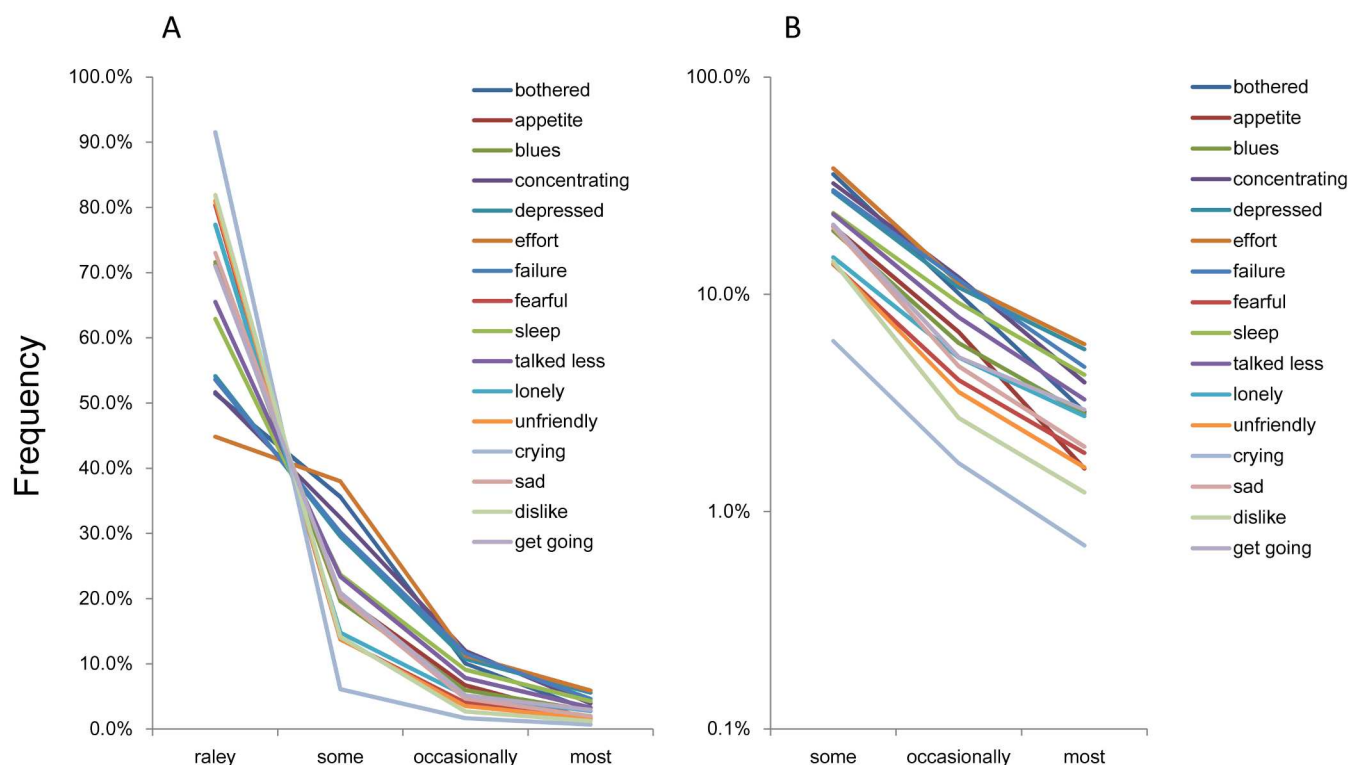 A
Frequency
100.0%
90.0%
80.0%
70.0%
60.0%
50.0%
40.0%
30.0%
20.0%
10.0%
0.0%
raley
some
occasionally
most
bothered
appetite
blues
concentrating
depressed
effort
failure
fearful
sleep
talked less
lonely
unfriendly
crying
sad
dislike
get going
B
100.0%
10.0%
1.0%
0.1%
some
occasionally
most
bothered
appetite
blues
concentrating
depressed
effort
failure
fearful
sleep
talked less
lonely
unfriendly
crying
sad
dislike
get going